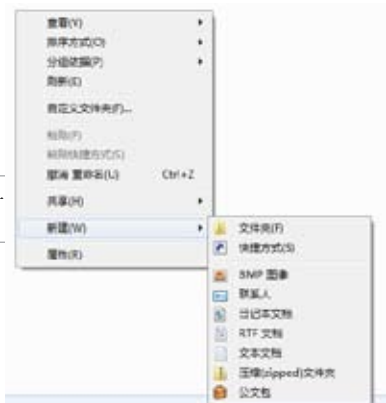 查看(V)
排序方式(O)
分组依据(P)
刷新(E)
自定义文件夹(F)...
粘贴(P)
粘贴快捷方式(S)
撤消 重命名(U) Ctrl+Z
共享(H)
新建(W)
属性(R)
文件夹(F)
快捷方式(S)
BMP 图像
联系人
日记本文档
RTF 文档
文本文档
压缩(zipped)文件夹
公文包